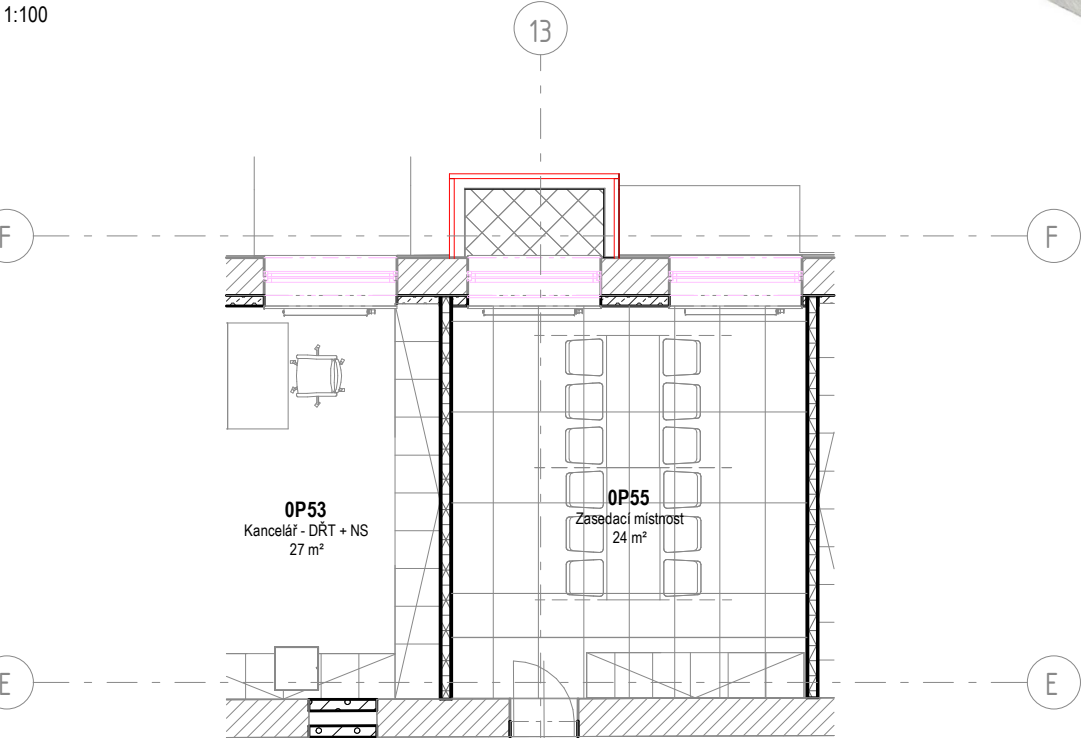 1:100
13
F
F
0P53
Kancelář - DŘT + NS
27 m²
0P55
Zasedací místnost
24 m²
E
E